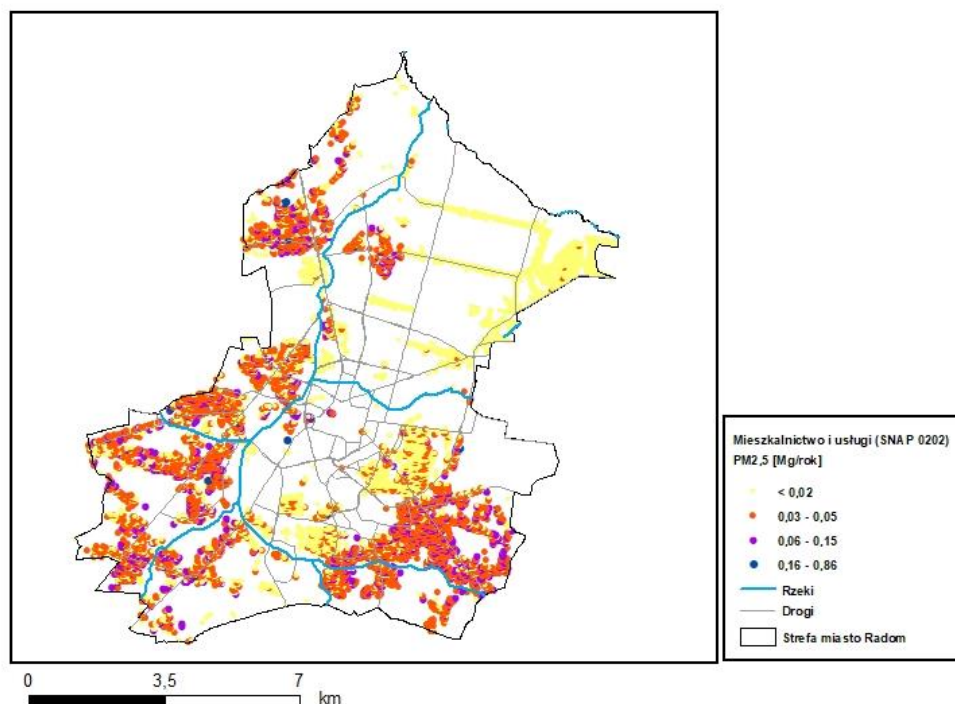 Mieszkalnictwo i usługi (SNAP 0202)
PM2,5 [Mg/rok]
< 0,02
0,03 - 0,05
0,06 - 0,15
0,16 - 0,86
Rzeki
Drogi
Strefa miasto Radom
0 3,5 7
km